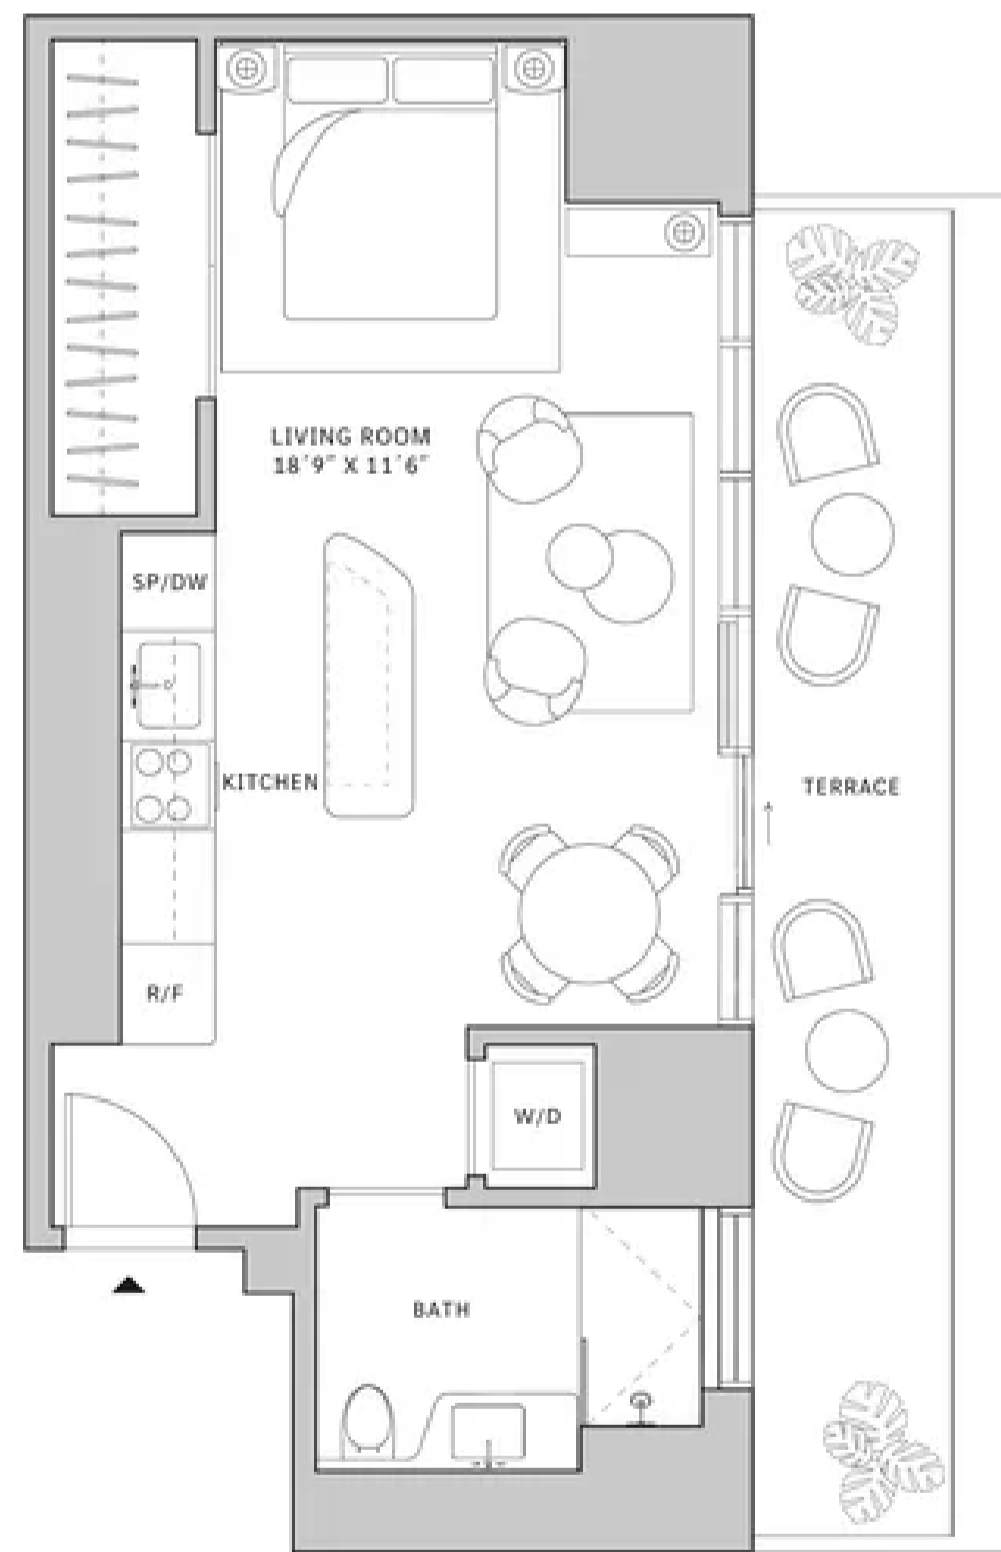 LIVING ROOM
18'9" X 11'6"
SP/DW
KITCHEN
TERRACE
R/F
W/D
BATH